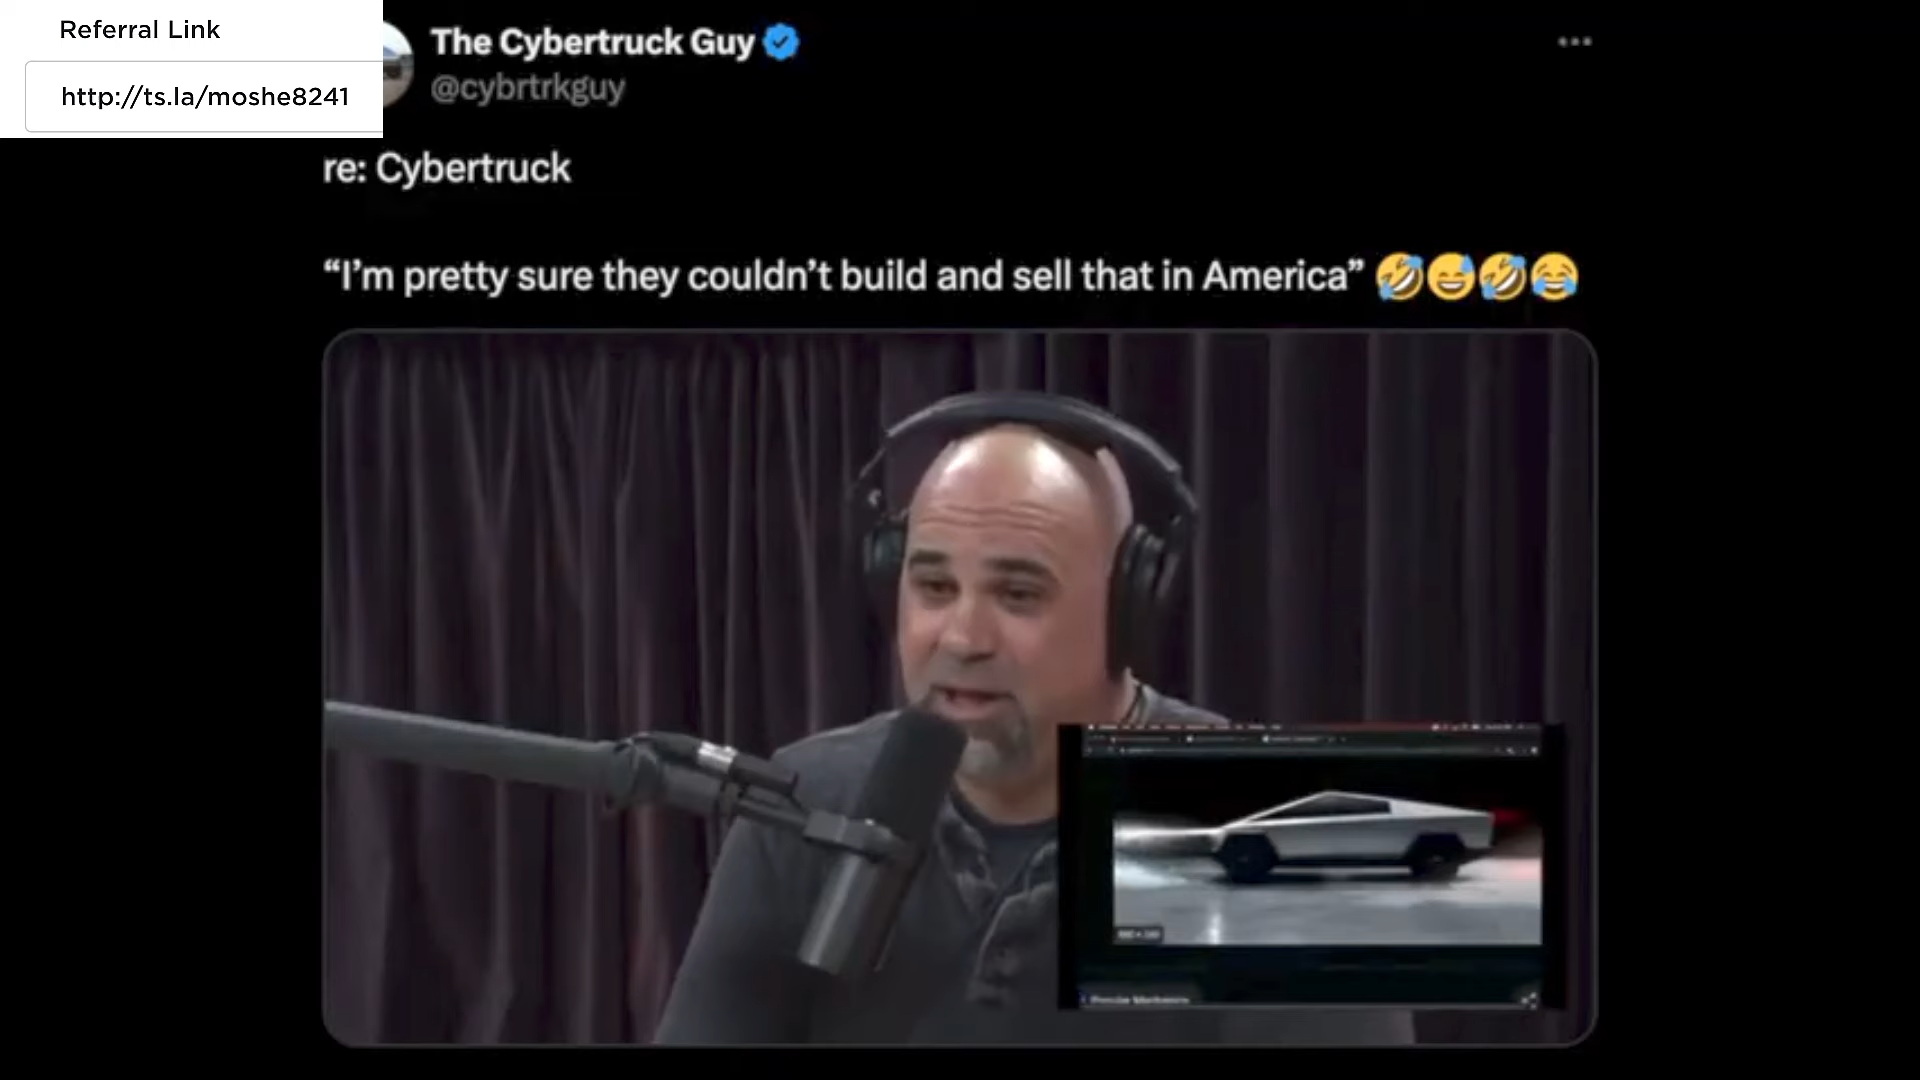 Referral Link
http://ts.la/moshe8241
The Cybertruck Guy
@cybrtrkguy
re: Cybertruck
“I’m pretty sure they couldn’t build and sell that in America” 🤣😅🤣😂